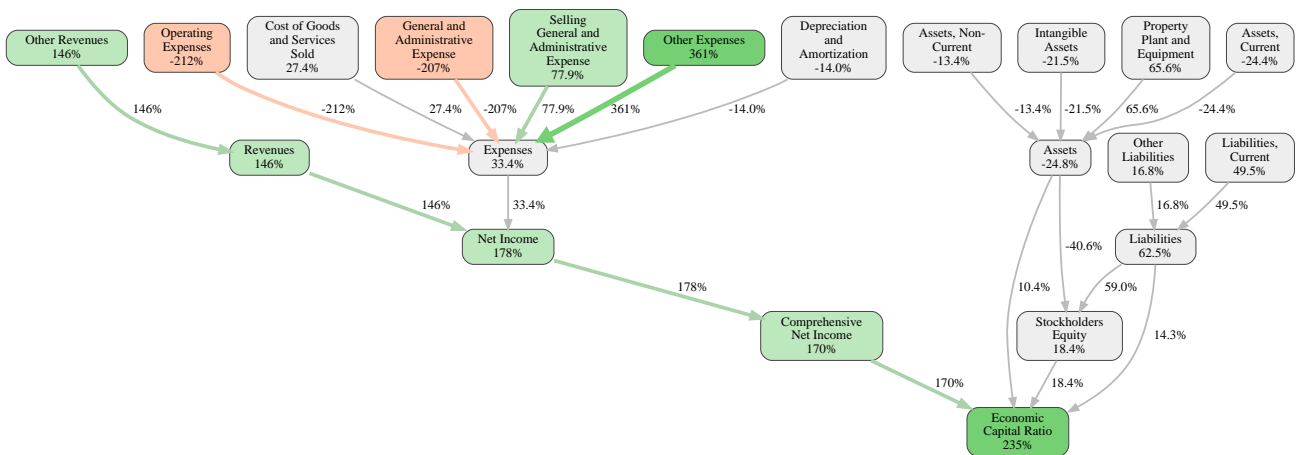 Other Revenues
146%
Operating
Expenses
-212%
Cost of Goods
and Services
Sold
27.4%
General and
Administrative
Expense
-207%
Selling
General and
Administrative
Expense
77.9%
Other Expenses
361%
Depreciation
and
Amortization
-14.0%
Assets, Non-
Current
-13.4%
Intangible
Assets
-21.5%
Property
Plant and
Equipment
65.6%
Assets,
Current
-24.4%
146%
-212%
27.4%
-207%
77.9%
361%
-14.0%
-13.4%
-21.5%
65.6%
-24.4%
Revenues
146%
Expenses
33.4%
Assets
-24.8%
Other
Liabilities
16.8%
Liabilities,
Current
49.5%
146%
33.4%
16.8%
49.5%
Net Income
178%
-40.6%
Liabilities
62.5%
178%
10.4%
59.0%
Comprehensive
Net Income
170%
Stockholders
Equity
18.4%
14.3%
170%
18.4%
Economic
Capital Ratio
235%